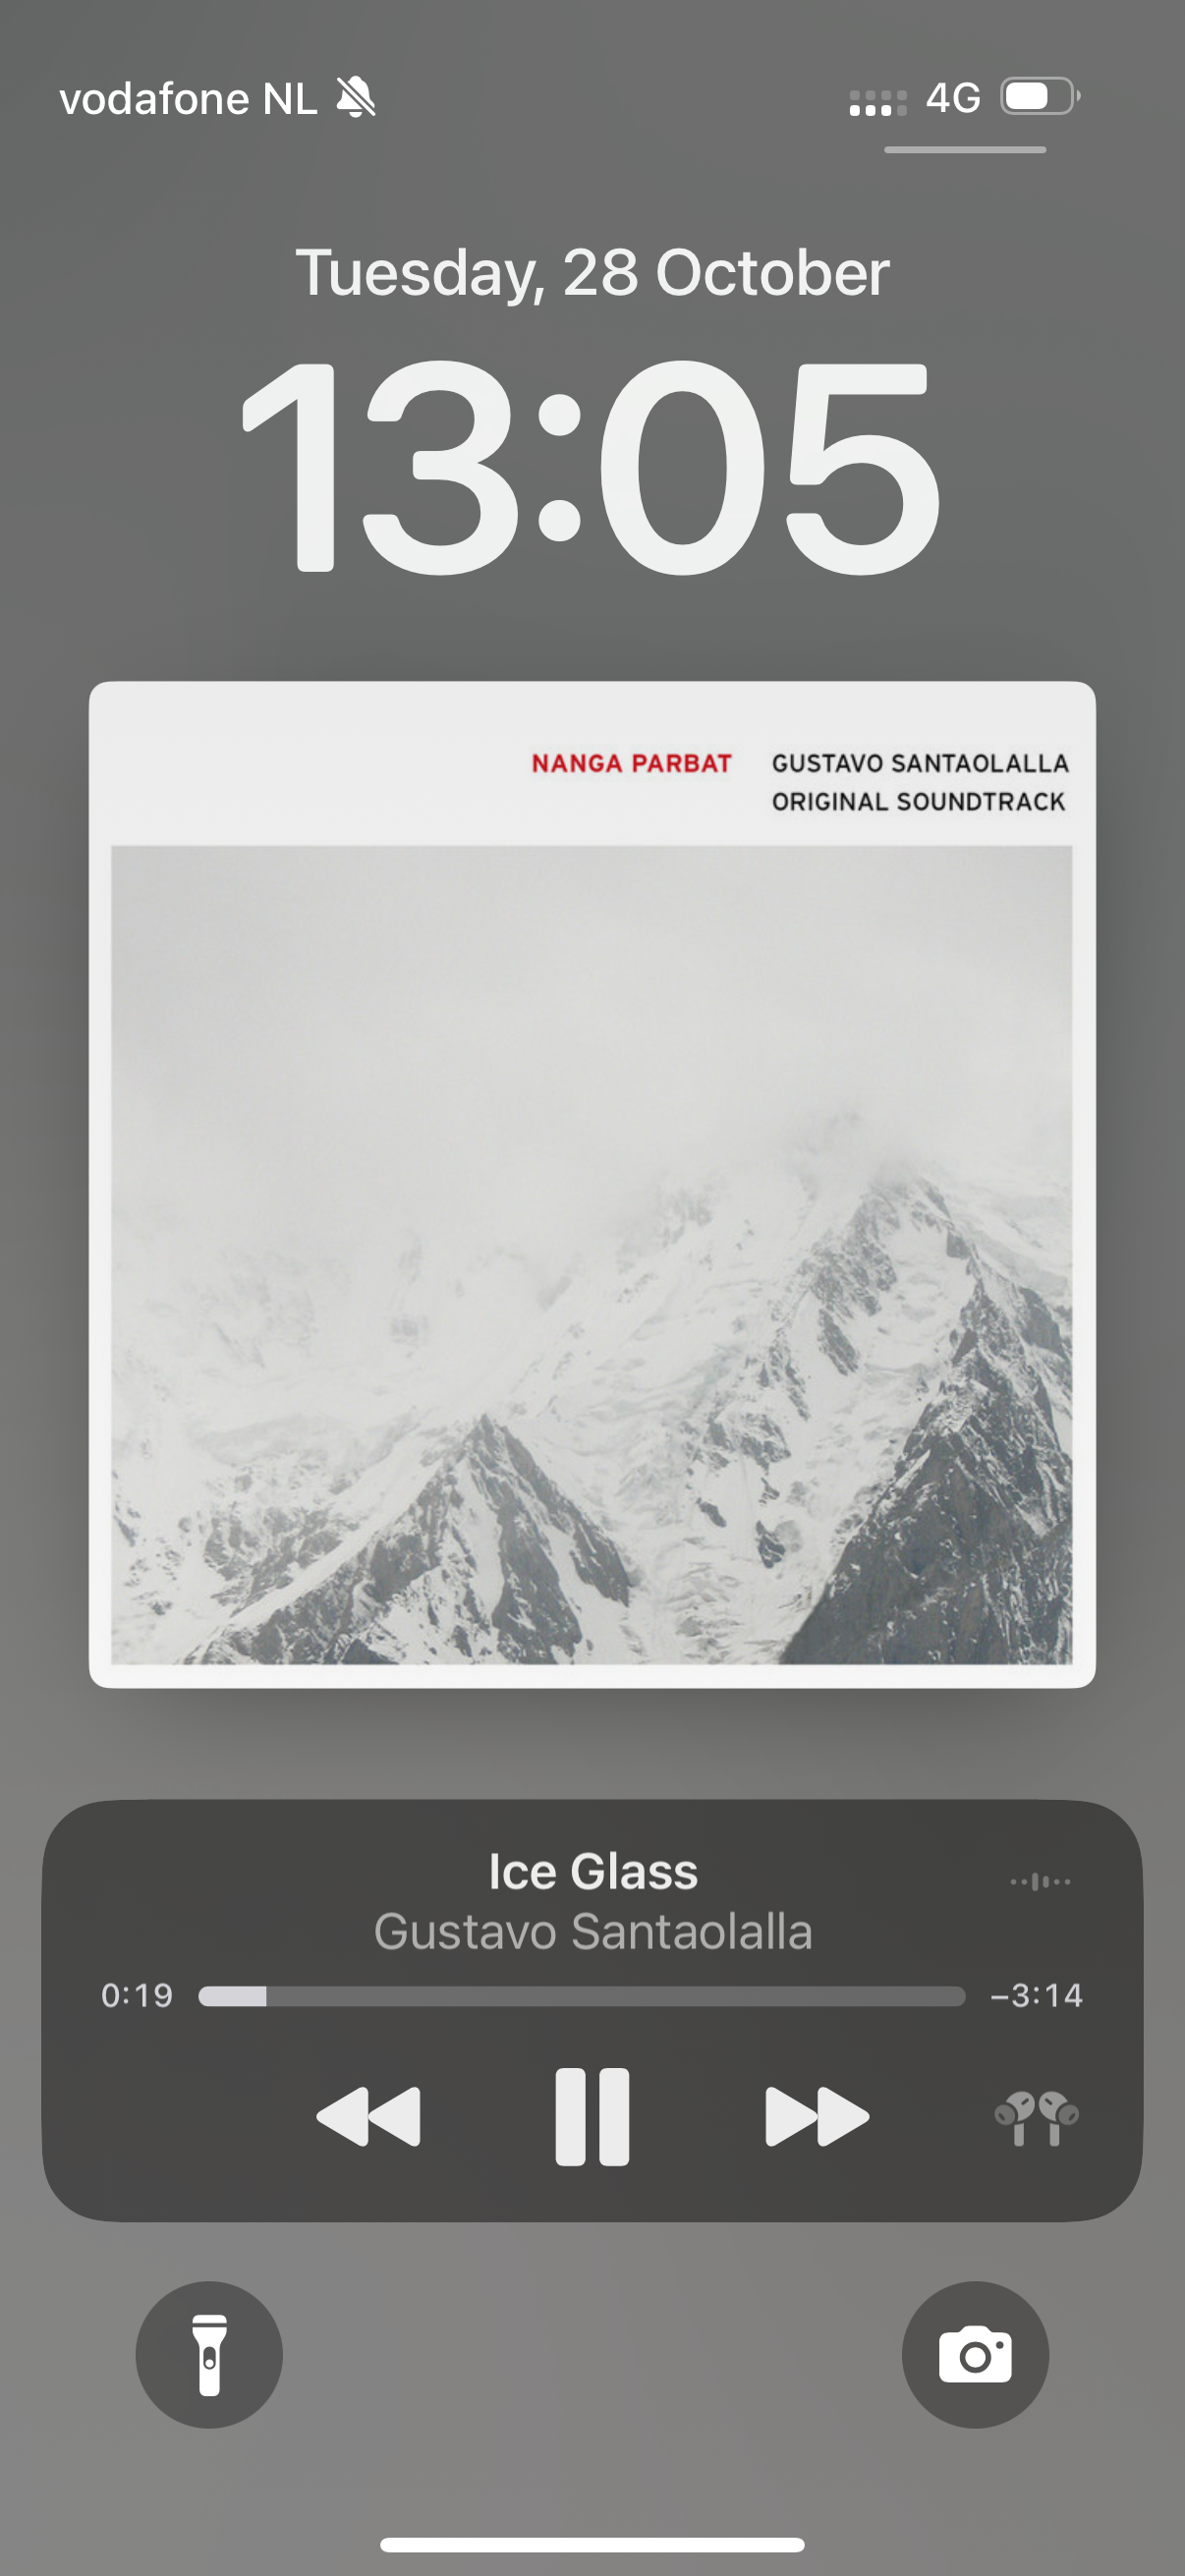 vodafone NL 4G
Tuesday, 28 October
13:05
NANGA PARBAT GUSTAVO SANTAOLALLA
ORIGINAL SOUNDTRACK
Ice Glass
Gustavo Santaolalla
0:19 –3:14